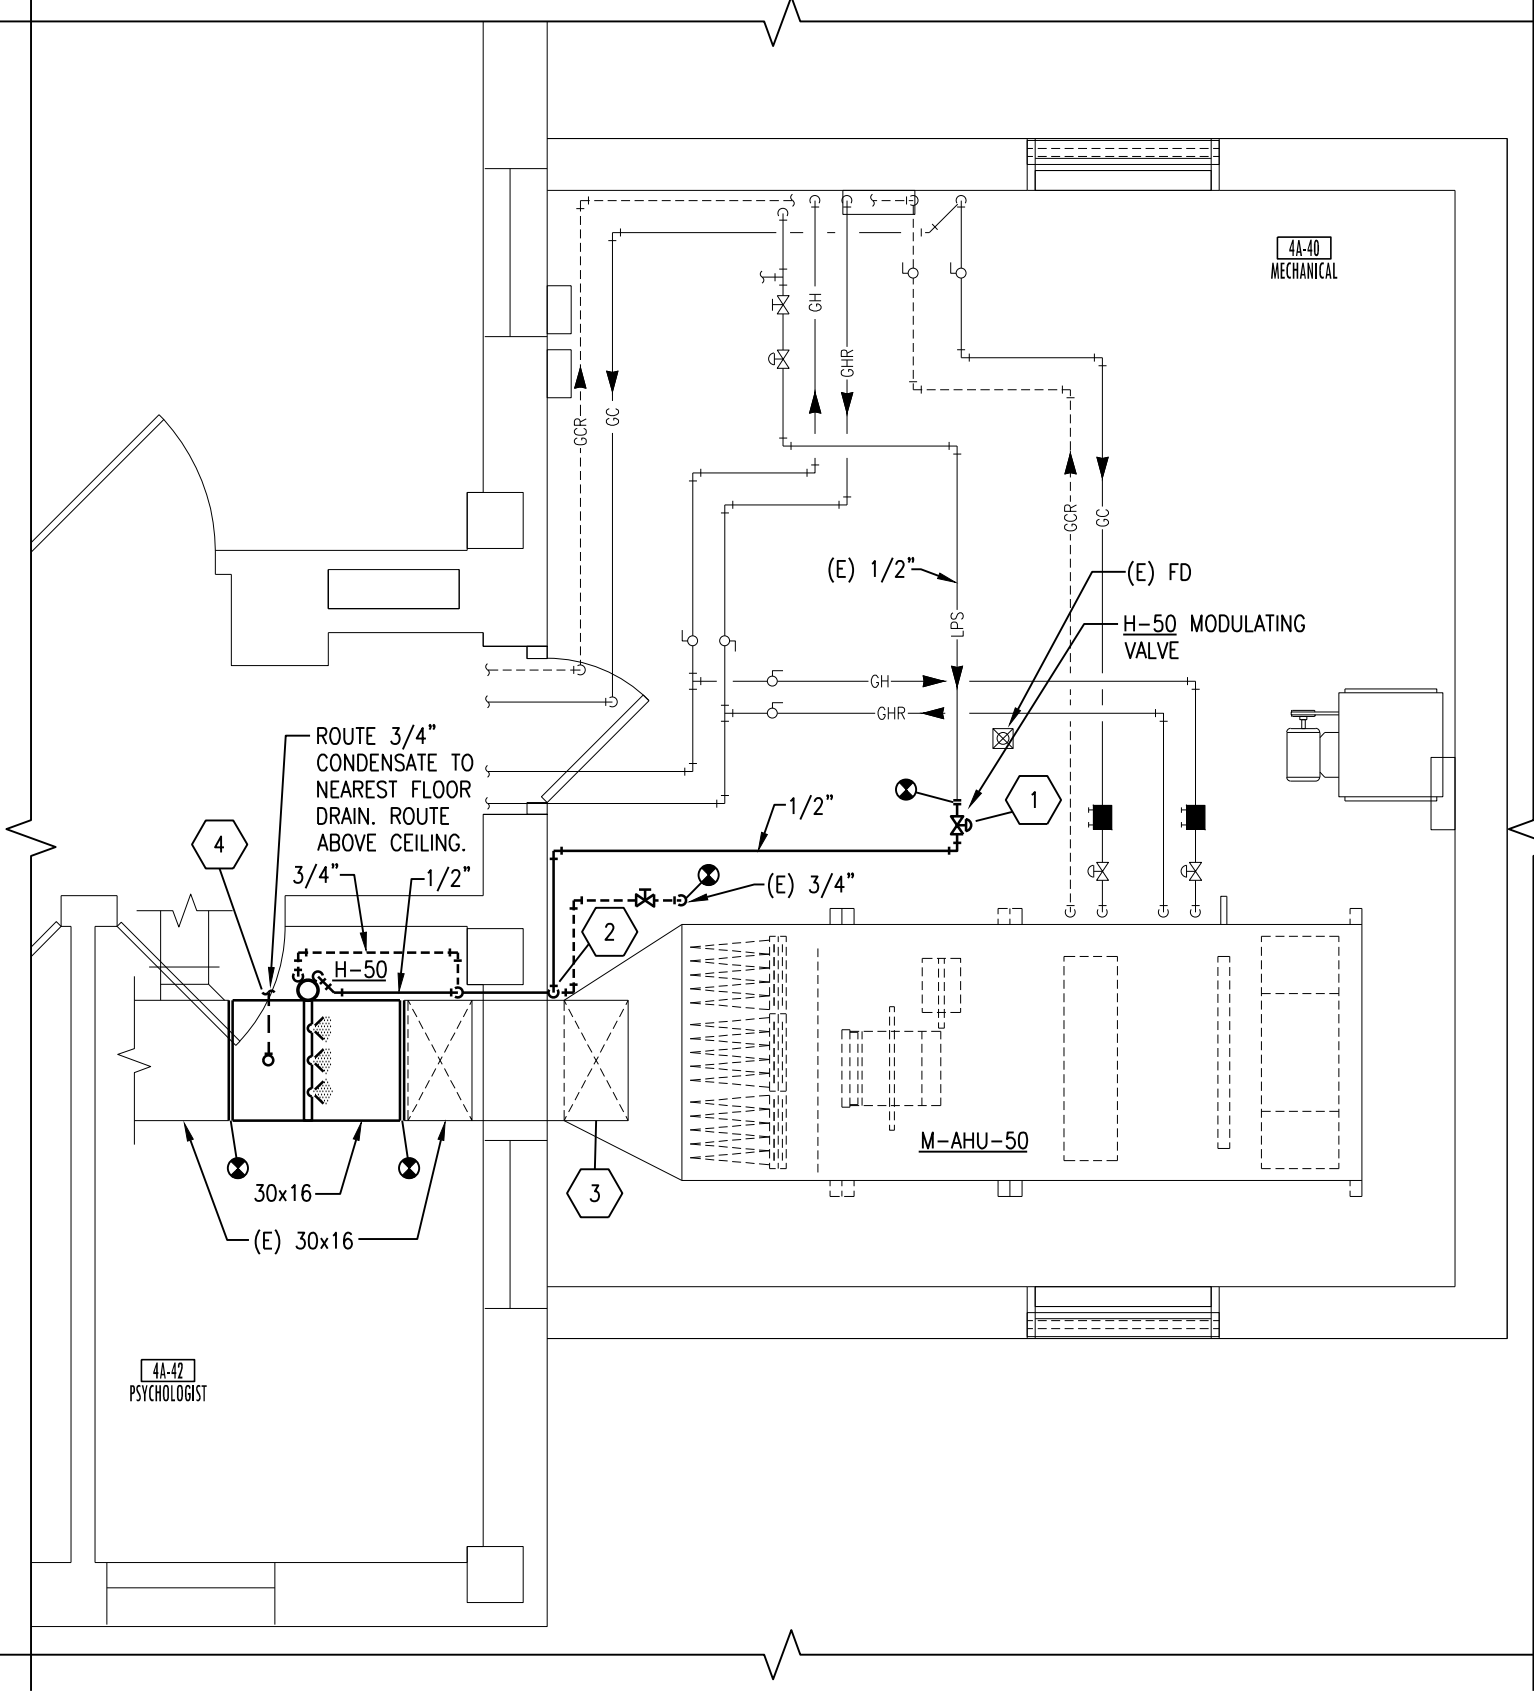 4A-40
MECHANICAL
GH
GHR
GCR
GC
GCR
GC
(E) 1/2"
(E) FD
LPS
H-50 MODULATING
VALVE
GH
GHR
ROUTE 3/4"
CONDENSATE TO
NEAREST FLOOR
DRAIN. ROUTE
ABOVE CEILING.
1
1/2"
4
3/4"
1/2"
(E) 3/4"
2
H-50
M-AHU-50
30x16
3
(E) 30x16
4A-42
PSYCHOLOGIST